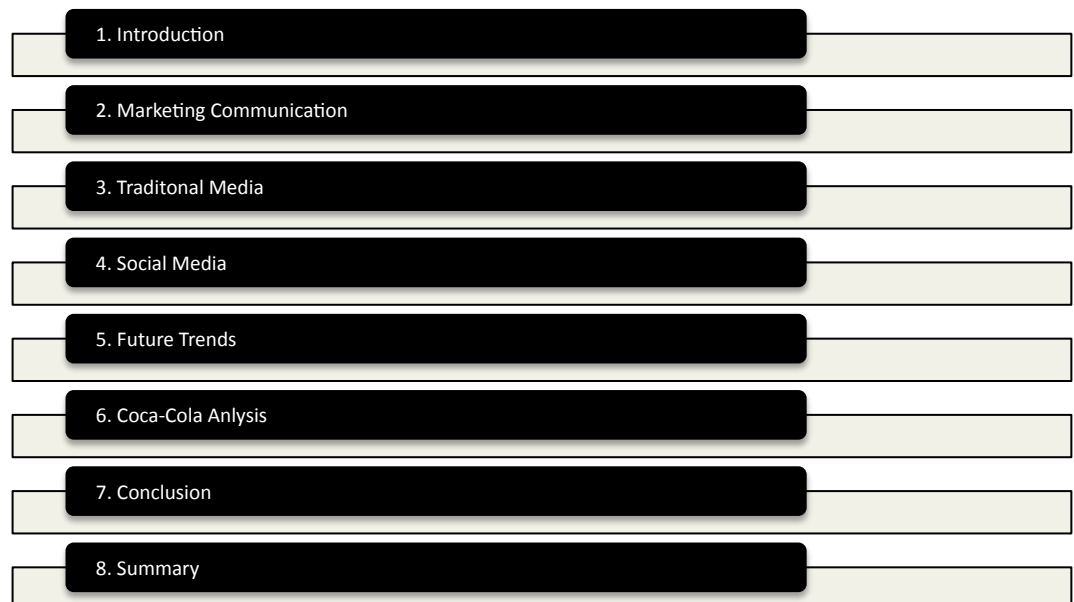 1. Introduction
2. Marketing Communication
3. Traditonal Media
4. Social Media
5. Future Trends
6. Coca-Cola Anlysis
7. Conclusion
8. Summary